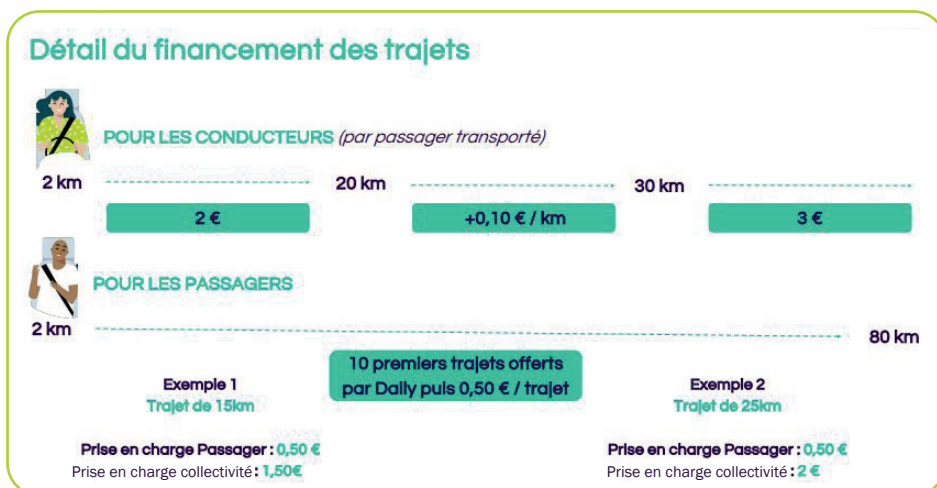 Détail du financement des trajets
POUR LES CONDUCTEURS (par passager transporté)
2 km 20 km 30 km
2 € +0,10 € / km 3 €
POUR LES PASSAGERS
2 km 80 km
10 premiers trajets offerts
par Daily puis 0,50 € / trajet
Exemple 1
Trajet de 15km
Prise en charge Passager : 0,50 €
Prise en charge collectivité : 1,50€
Exemple 2
Trajet de 25km
Prise en charge Passager : 0,50 €
Prise en charge collectivité : 2 €